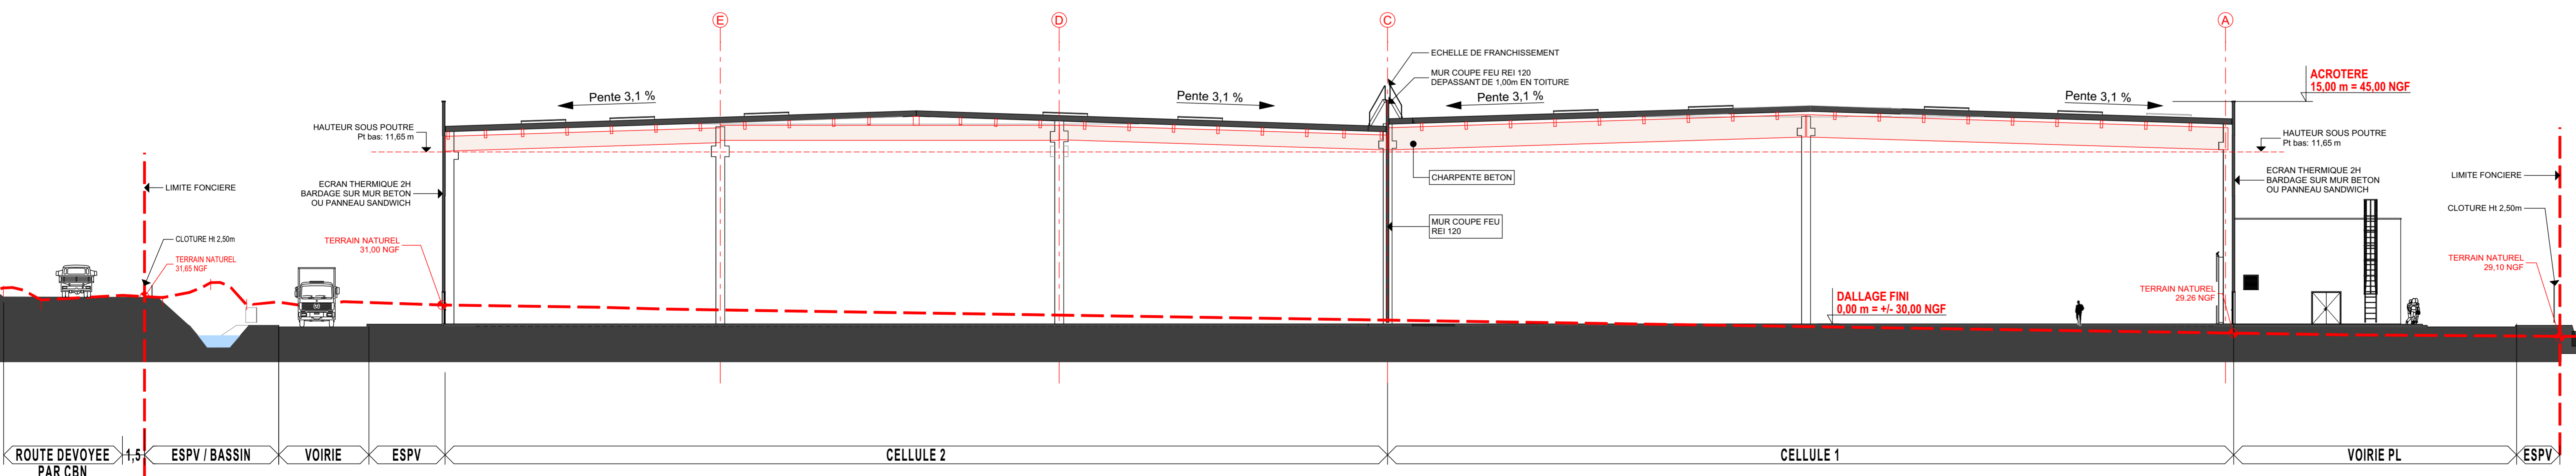 E
D
C
A
ECHELLE DE FRANCHISSEMENT
MUR COUPE FEU REI 120
DEPASSANT DE 1,00m EN TOITURE
ACROTERE
15,00 m = 45,00 NGF
Pente 3,1 %
Pente 3,1 %
Pente 3,1 %
Pente 3,1 %
HAUTEUR SOUS POUTRE
Pt bas: 11,65 m
HAUTEUR SOUS POUTRE
Pt bas: 11,65 m
LIMITE FONCIERE
ECRAN THERMIQUE 2H
BARDAGE SUR MUR BETON
OU PANNEAU SANDWICH
CHARPENTE BETON
ECRAN THERMIQUE 2H
BARDAGE SUR MUR BETON
OU PANNEAU SANDWICH
LIMITE FONCIERE
CLOTURE Ht 2,50m
MUR COUPE FEU
REI 120
CLOTURE Ht 2,50m
TERRAIN NATUREL
31,65 NGF
TERRAIN NATUREL
31,00 NGF
DALLAGE FINI
0,00 m = +/- 30,00 NGF
TERRAIN NATUREL
29.26 NGF
TERRAIN NATUREL
29,10 NGF
ROUTE DEVOYEE
PAR CBN
1,5
ESPV / BASSIN
VOIRIE
ESPV
CELLULE 2
CELLULE 1
VOIRIE PL
ESPV